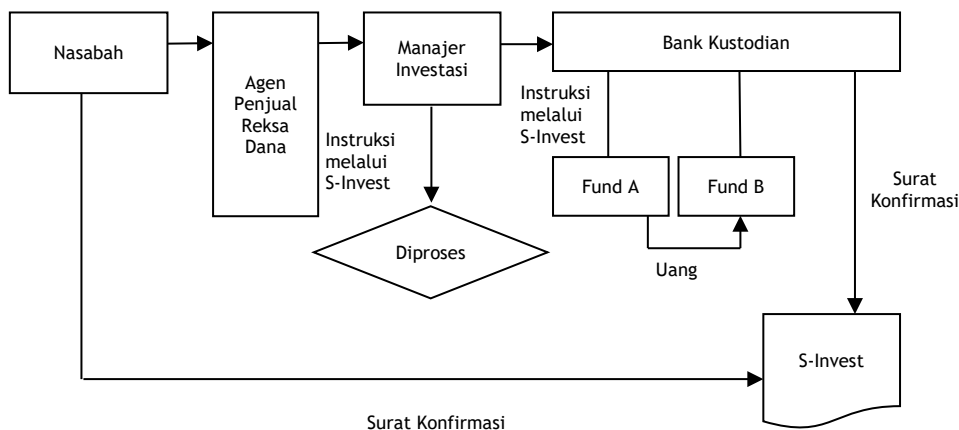 Nasabah
Agen
Penjual
Reksa
Dana
Instruksi
melalui
S-Invest
Manajer
Investasi
Diproses
Bank Kustodian
Instruksi
melalui
S-Invest
Fund A
Fund B
Uang
Surat
Konfirmasi
S-Invest
Surat Konfirmasi